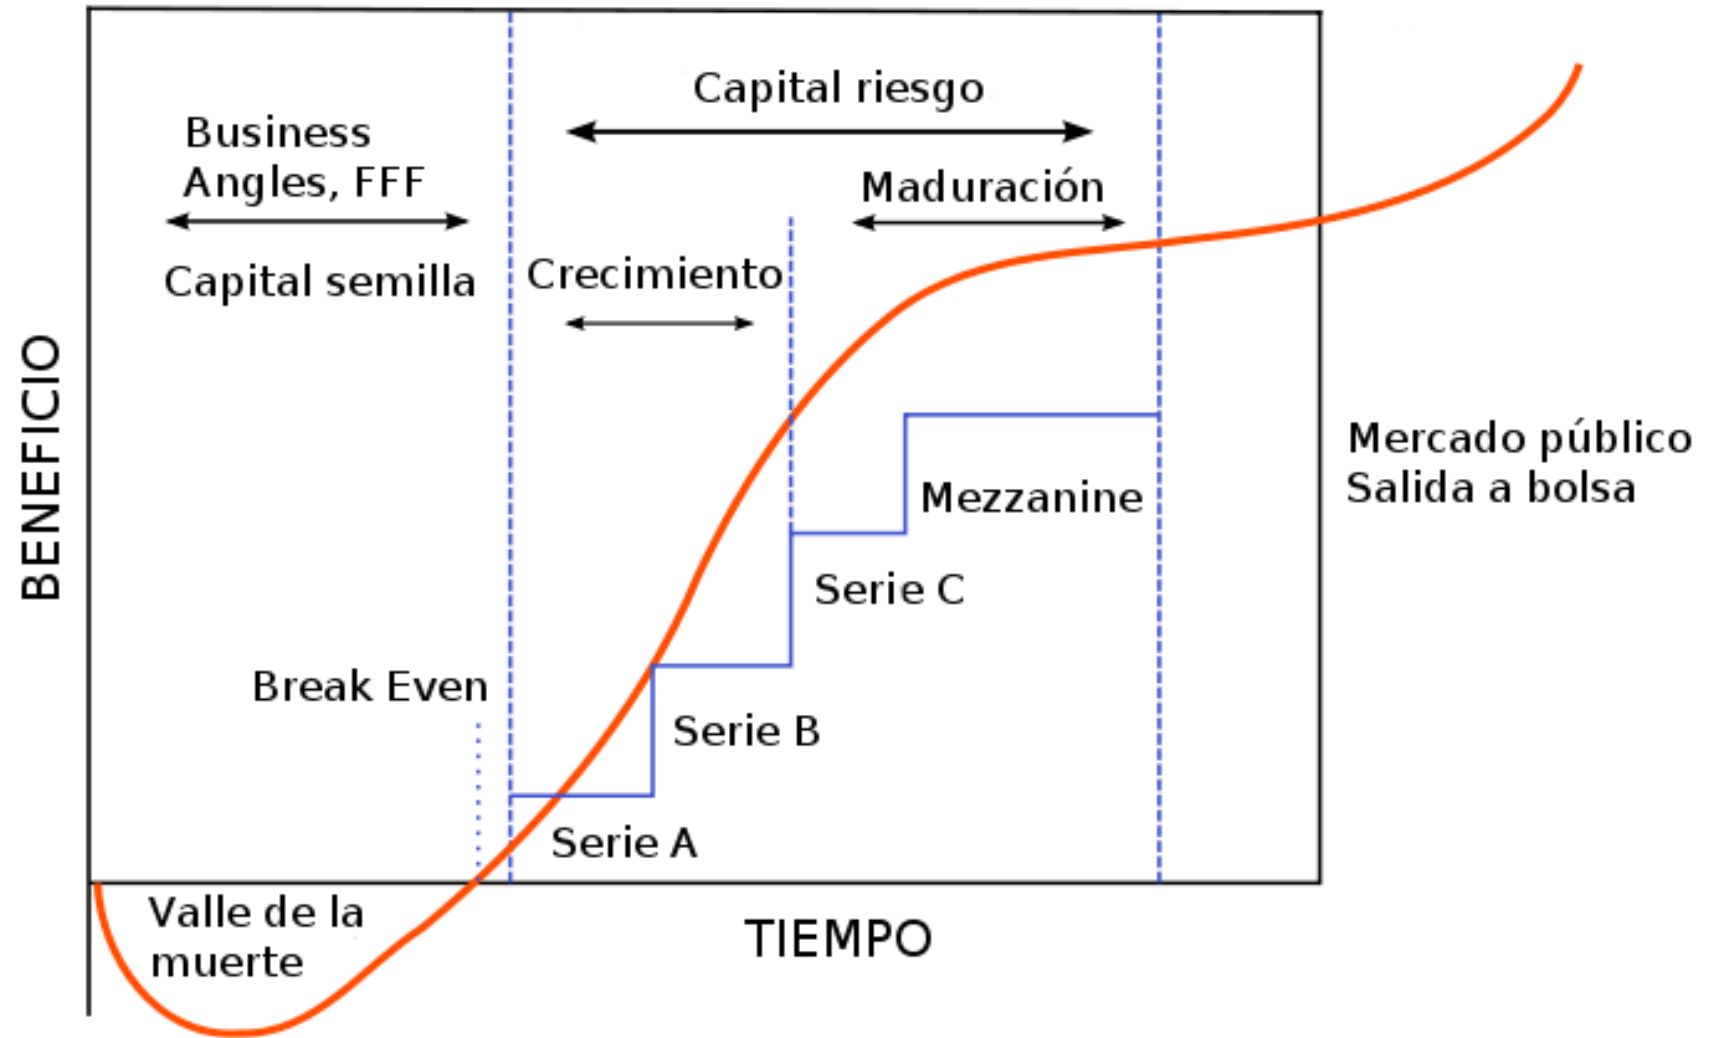 Capital riesgo
Business
Angles, FFF
Maduración
Capital semilla
Crecimiento
BENEFICIO
Mercado público
Salida a bolsa
Mezzanine
Serie C
Break Even
Serie B
Serie A
Valle de la
muerte
TIEMPO